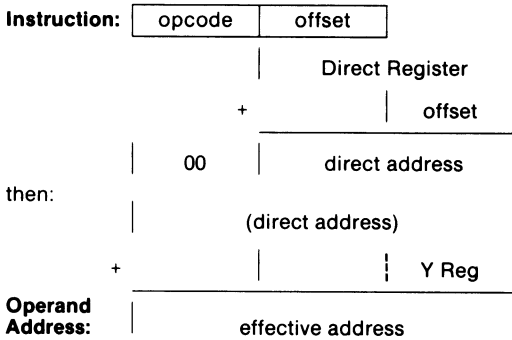 Instruction: opcode offset
Direct Register
+ offset
00 direct address
then:
(direct address)
+ Y Reg
Operand
Address: effective address